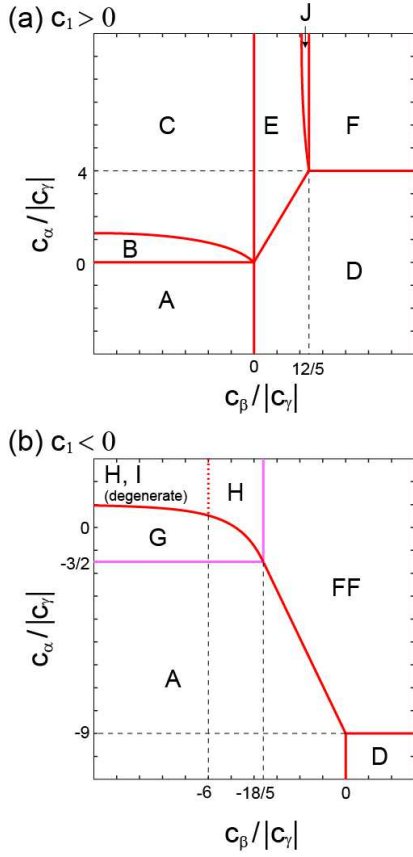 (a) c₁ > 0
J
C
E
F
4
c_α / |c_γ|
B
0
D
A
0
12/5
c_β / |c_γ|
(b) c₁ < 0
H, I
(degenerate)
H
0
G
-3/2
FF
c_α / |c_γ|
A
-9
D
-6
-18/5
0
c_β / |c_γ|